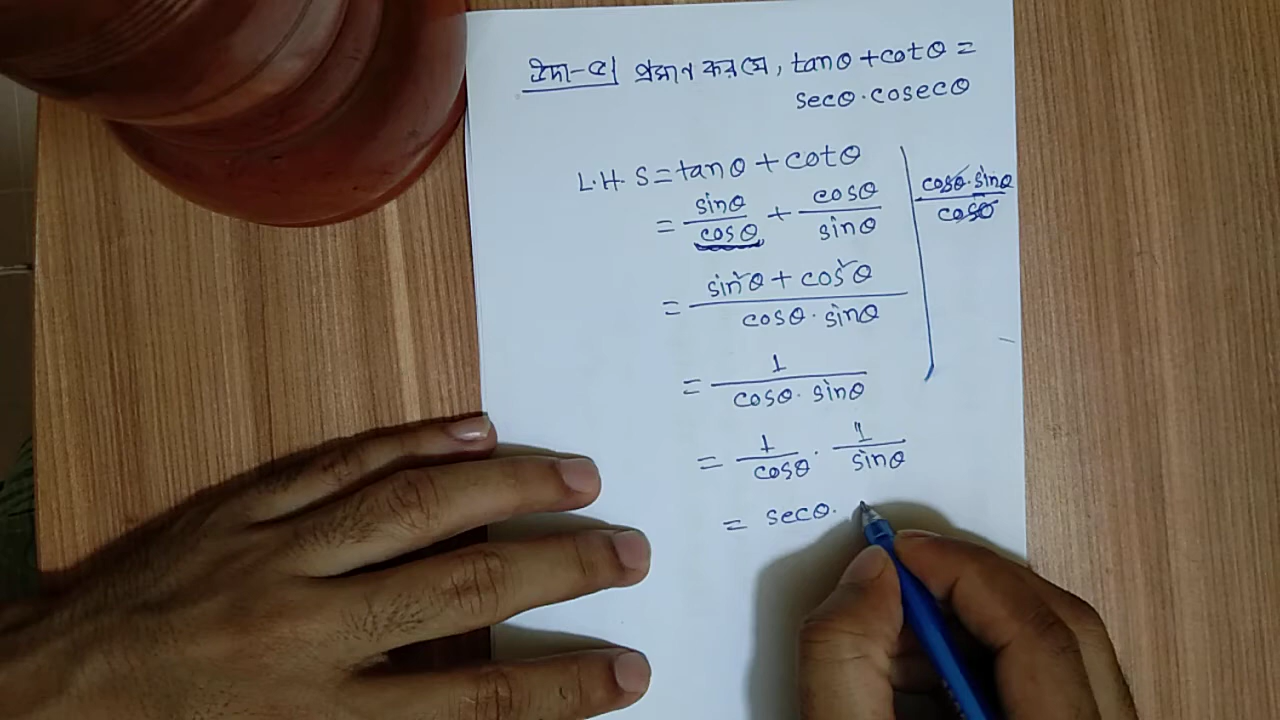 উদা-৫| প্রমান কর যে, tanθ + cotθ =
secθ · cosecθ
L.H.S = tanθ + cotθ
= sinθ/cosθ + cosθ/sinθ
cosθ·sinθ/cosθ
= sin²θ + cos²θ/cosθ · sinθ
= 1/cosθ · sinθ
= 1/cosθ · 1/sinθ
= secθ ·